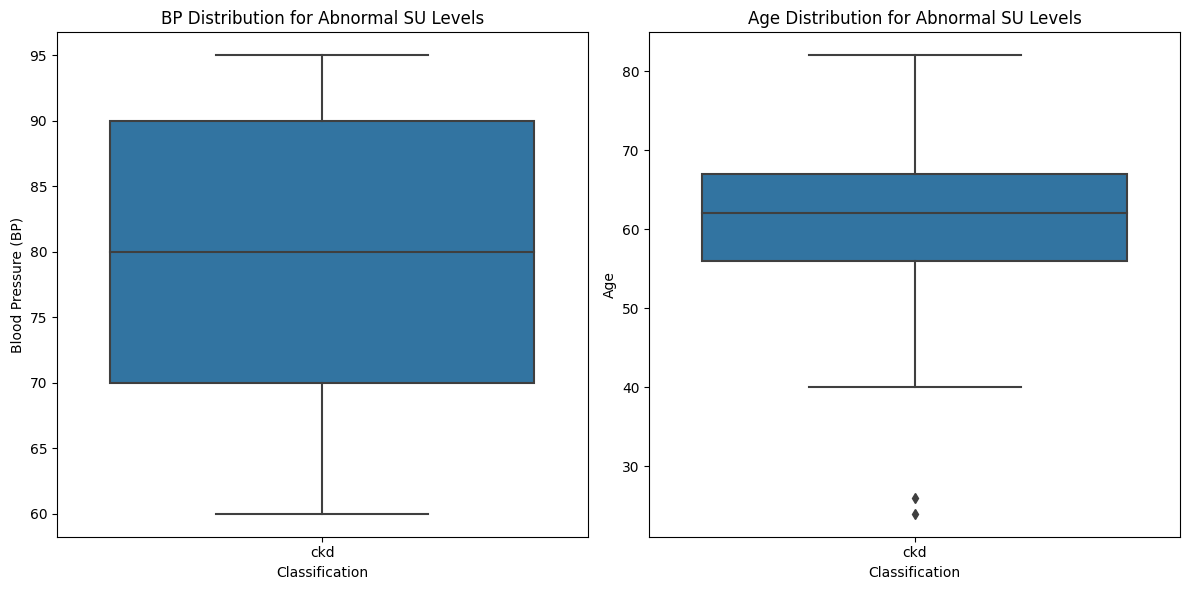 BP Distribution for Abnormal SU Levels
95
90
85
80
75
70
65
60
Blood Pressure (BP)
ckd
Classification
Age Distribution for Abnormal SU Levels
80
70
60
50
40
30
Age
ckd
Classification